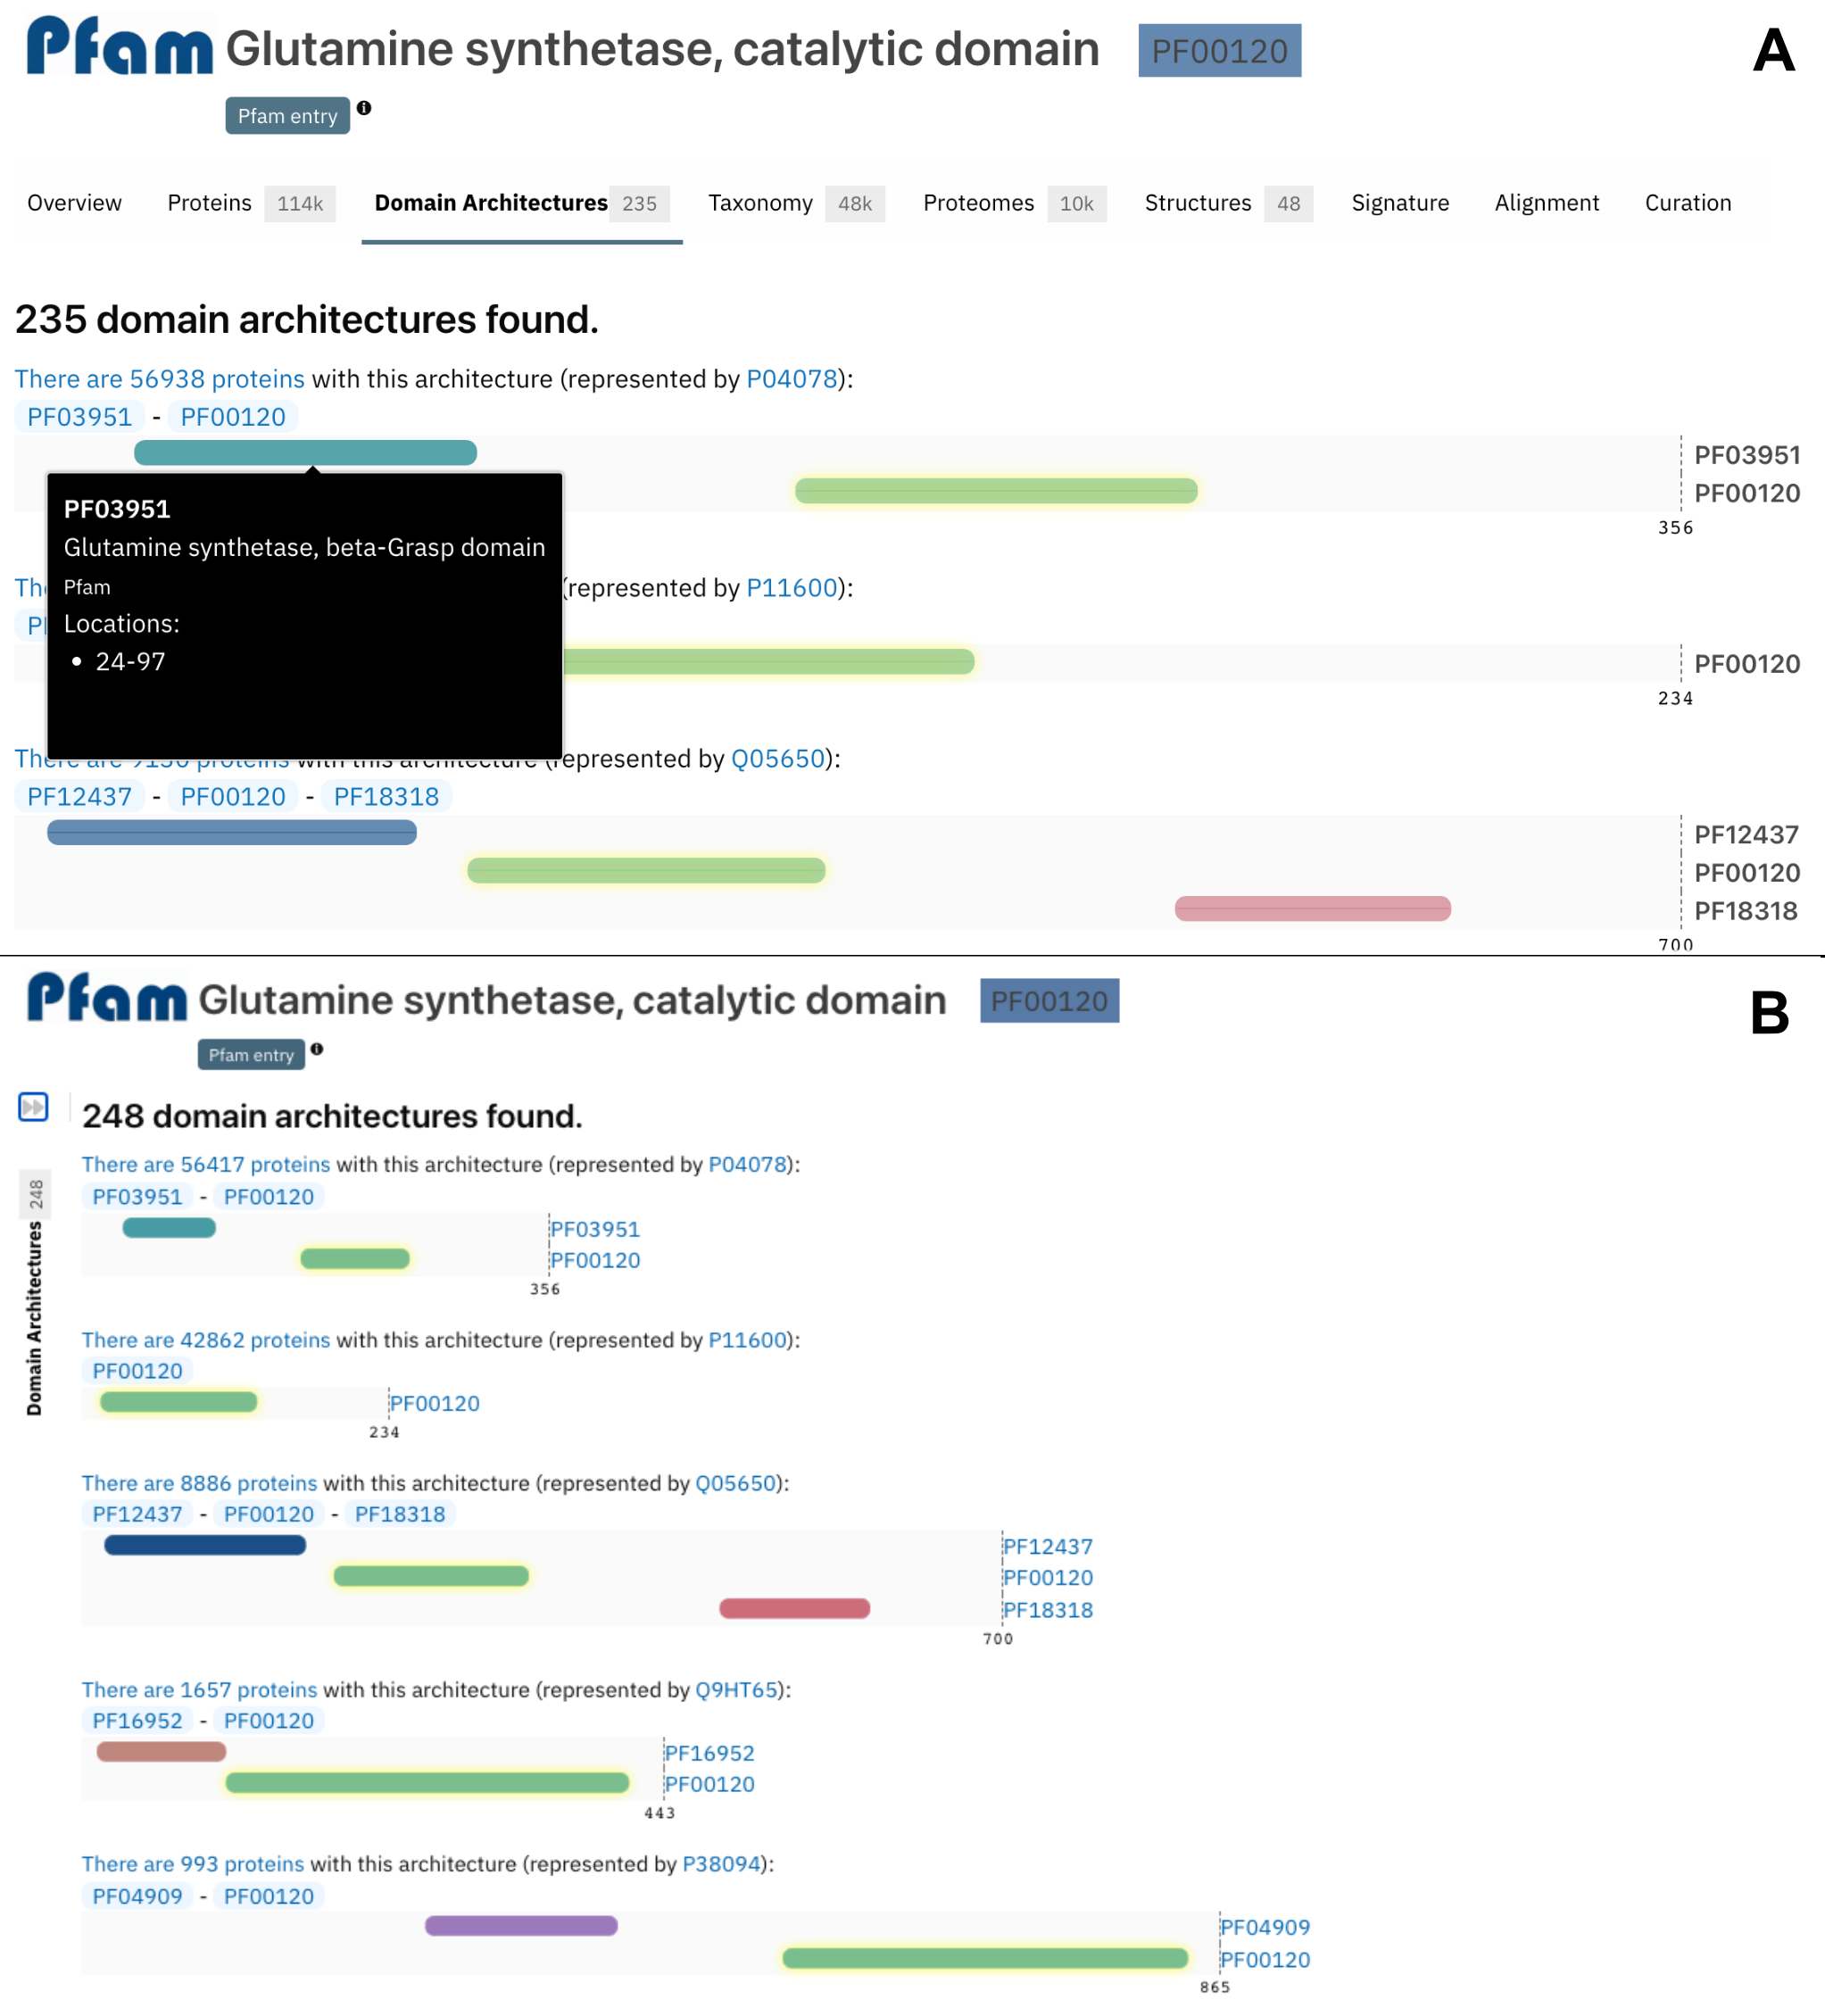 Pfam Glutamine synthetase, catalytic domain PF00120 A
Pfam entry i
Overview Proteins 114k Domain Architectures 235 Taxonomy 48k Proteomes 10k Structures 48 Signature Alignment Curation
235 domain architectures found.
There are 56938 proteins with this architecture (represented by P04078):
PF03951 - PF00120
PF03951
PF00120
356
PF03951
Glutamine synthetase, beta-Grasp domain
Pfam
Locations:
• 24-97
(represented by P11600):
PF00120
234
There are 9130 proteins with this architecture (represented by Q05650):
PF12437 - PF00120 - PF18318
PF12437
PF00120
PF18318
700
Pfam Glutamine synthetase, catalytic domain PF00120 B
Pfam entry i
Domain Architectures 248
248 domain architectures found.
There are 56417 proteins with this architecture (represented by P04078):
PF03951 - PF00120
PF03951
PF00120
356
There are 42862 proteins with this architecture (represented by P11600):
PF00120
PF00120
234
There are 8886 proteins with this architecture (represented by Q05650):
PF12437 - PF00120 - PF18318
PF12437
PF00120
PF18318
700
There are 1657 proteins with this architecture (represented by Q9HT65):
PF16952 - PF00120
PF16952
PF00120
443
There are 993 proteins with this architecture (represented by P38094):
PF04909 - PF00120
PF04909
PF00120
865